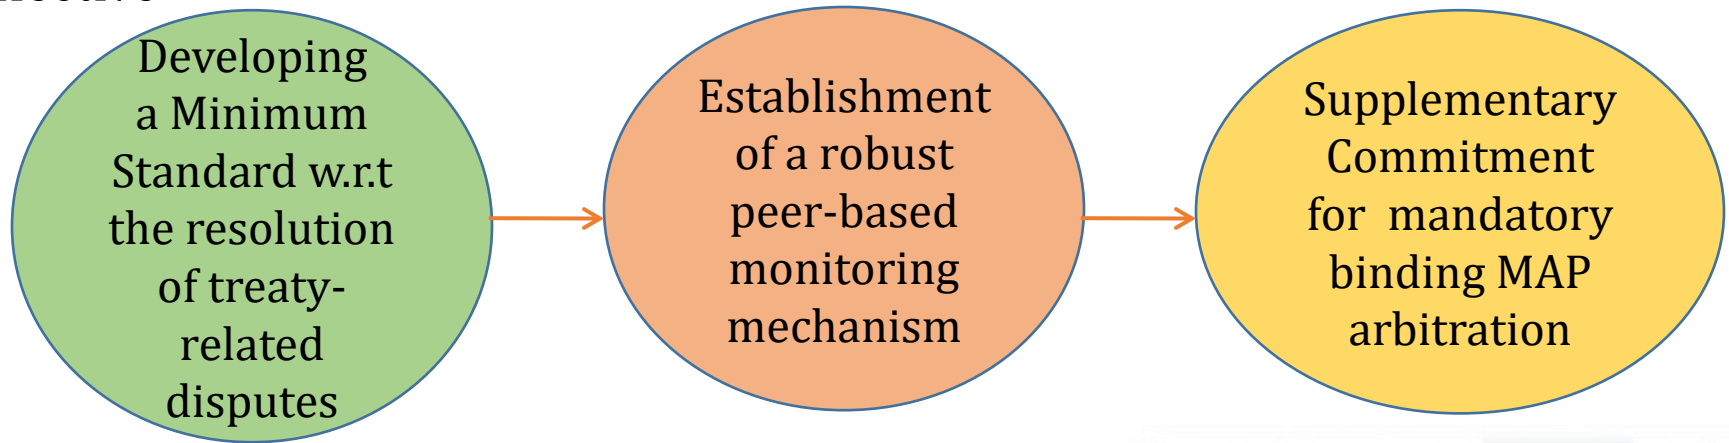 Developing
a Minimum
Standard w.r.t
the resolution
of treaty-
related
disputes
Establishment
of a robust
peer-based
monitoring
mechanism
Supplementary
Commitment
for mandatory
binding MAP
arbitration